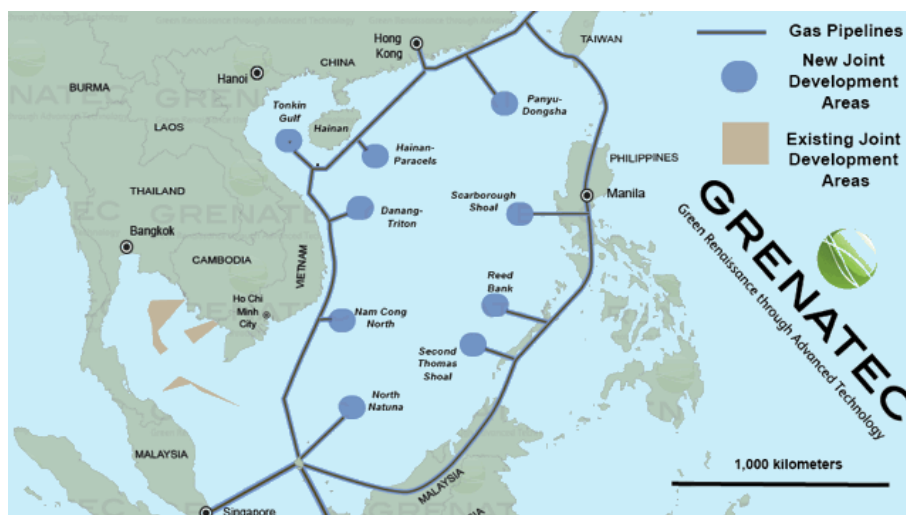 Gas Pipelines
New Joint
Development
Areas
Existing Joint
Development
Areas
GRENATEC
Green Renaissance through Advanced Technology
1,000 kilometers
BURMA
Hanoi
CHINA
Hong
Kong
TAIWAN
Tonkin
Gulf
Hainan
Panyu-
Dongsha
LAOS
Hainan-
Paracels
PHILIPPINES
THILAND
Scarborough
Shoal
Manila
Danang-
Triton
Bangkok
CAMBODIA
VIETNAM
Reed
Bank
Ho Chi
Minh
City
Nam Cong
North
Second
Thomas
Shoal
North
Natuna
MALAYSIA
MALAYSIA
Singapore